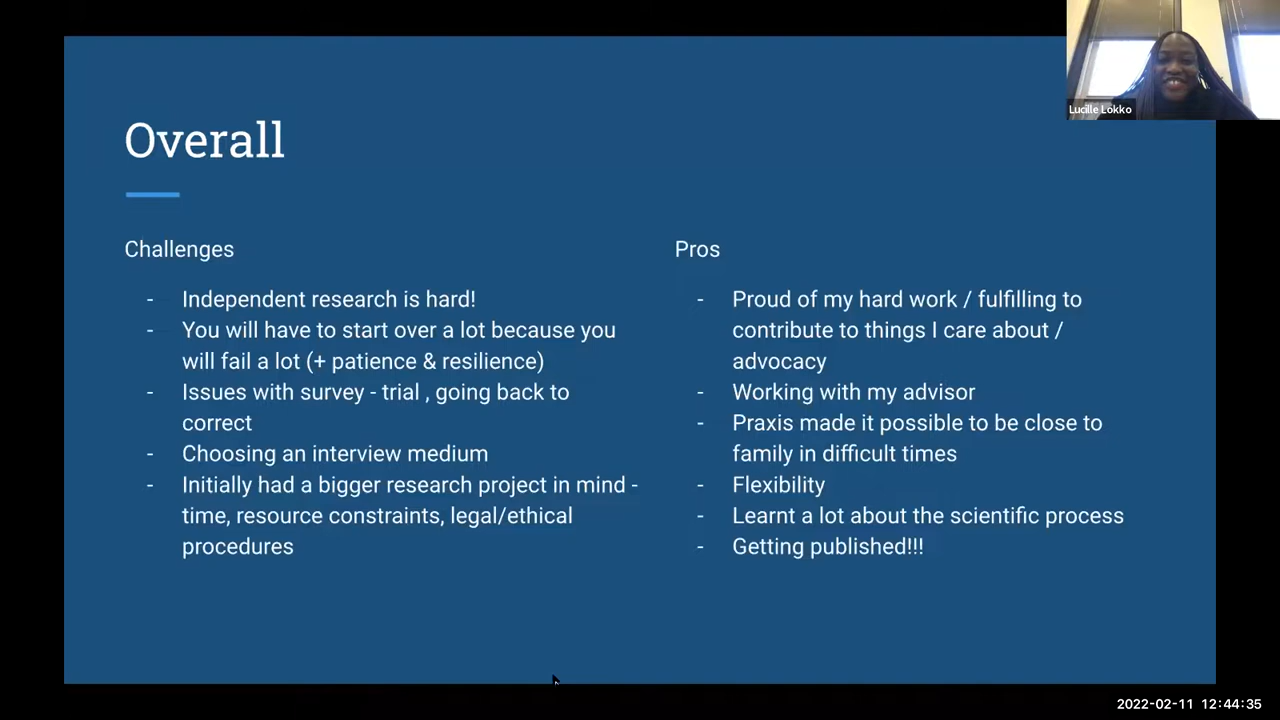 Lucille Lokko
Overall
Challenges
- Independent research is hard!
- You will have to start over a lot because you
will fail a lot (+ patience & resilience)
- Issues with survey - trial , going back to
correct
- Choosing an interview medium
- Initially had a bigger research project in mind -
time, resource constraints, legal/ethical
procedures
Pros
- Proud of my hard work / fulfilling to
contribute to things I care about /
advocacy
- Working with my advisor
- Praxis made it possible to be close to
family in difficult times
- Flexibility
- Learnt a lot about the scientific process
- Getting published!!!
2022-02-11 12:44:35